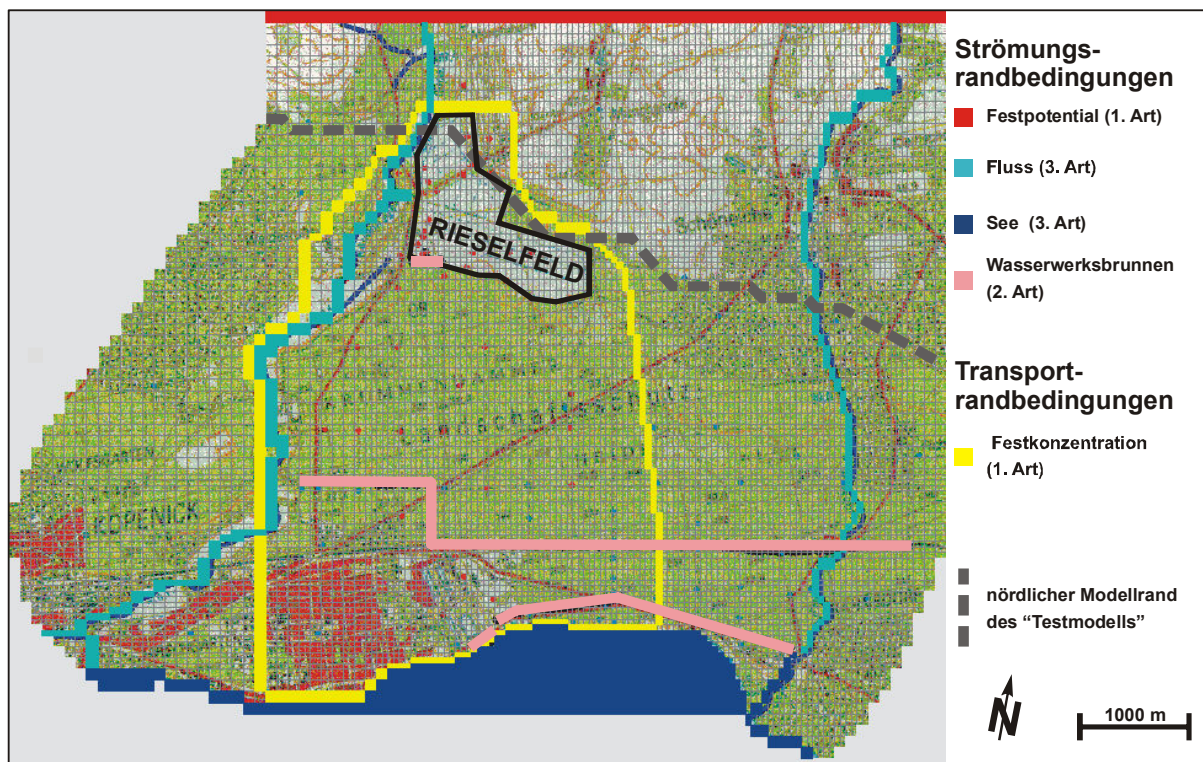 Strömungs-
randbedingungen
Festpotential (1. Art)
Fluss (3. Art)
See (3. Art)
Wasserwerksbrunnen
(2. Art)
Transport-
randbedingungen
Festkonzentration
(1. Art)
nördlicher Modellrand
des “Testmodells”
N
1000 m
RIESELFELD